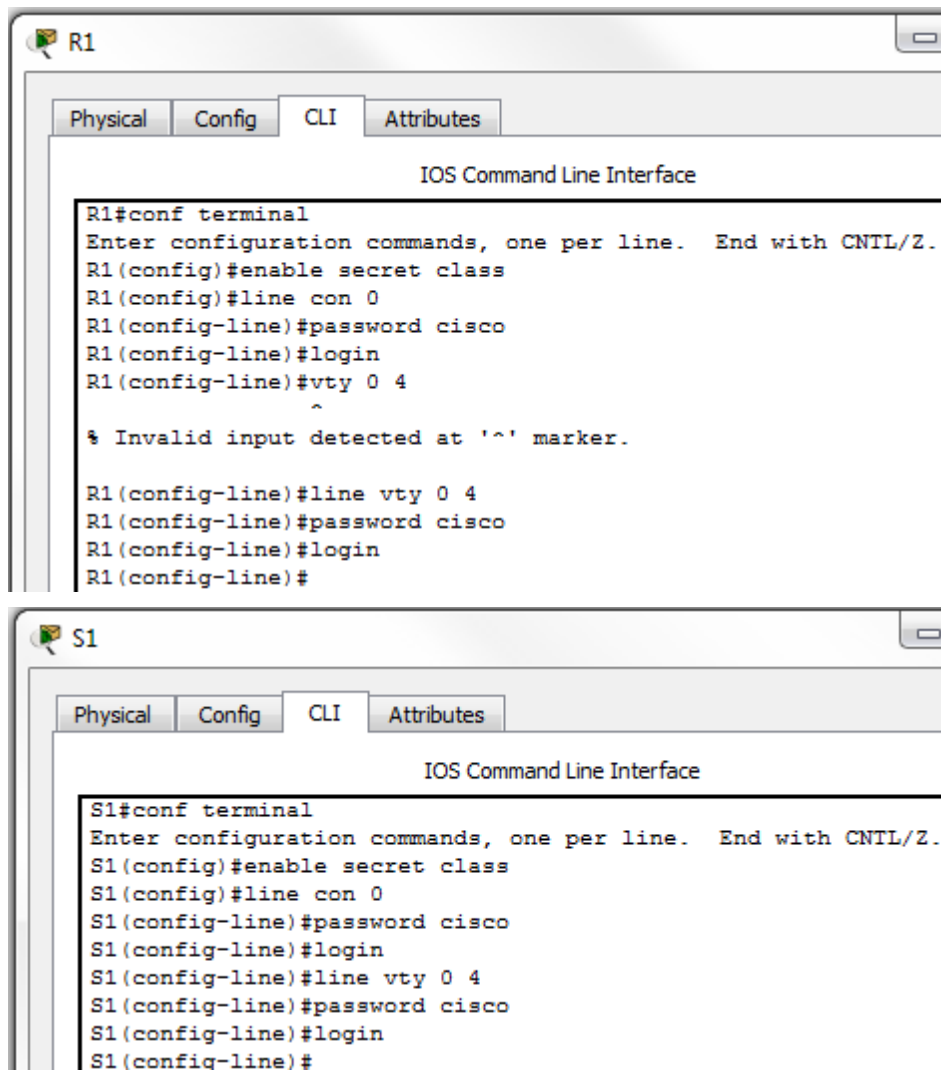 R1
Physical Config CLI Attributes
IOS Command Line Interface
R1#conf terminal
Enter configuration commands, one per line.  End with CNTL/Z.
R1(config)#enable secret class
R1(config)#line con 0
R1(config-line)#password cisco
R1(config-line)#login
R1(config-line)#vty 0 4
^
% Invalid input detected at '^' marker.
R1(config-line)#line vty 0 4
R1(config-line)#password cisco
R1(config-line)#login
R1(config-line)#
S1
Physical Config CLI Attributes
IOS Command Line Interface
S1#conf terminal
Enter configuration commands, one per line.  End with CNTL/Z.
S1(config)#enable secret class
S1(config)#line con 0
S1(config-line)#password cisco
S1(config-line)#login
S1(config-line)#line vty 0 4
S1(config-line)#password cisco
S1(config-line)#login
S1(config-line)#